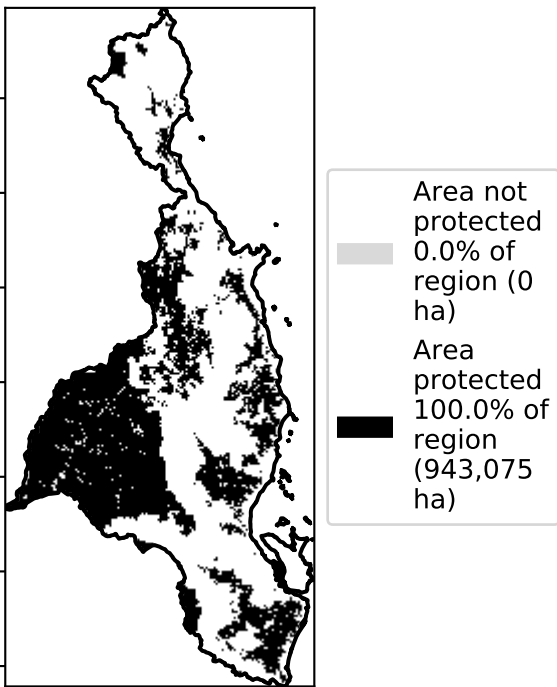 Area not
protected
0.0% of
region (0
ha)
Area
protected
100.0% of
region
(943,075
ha)